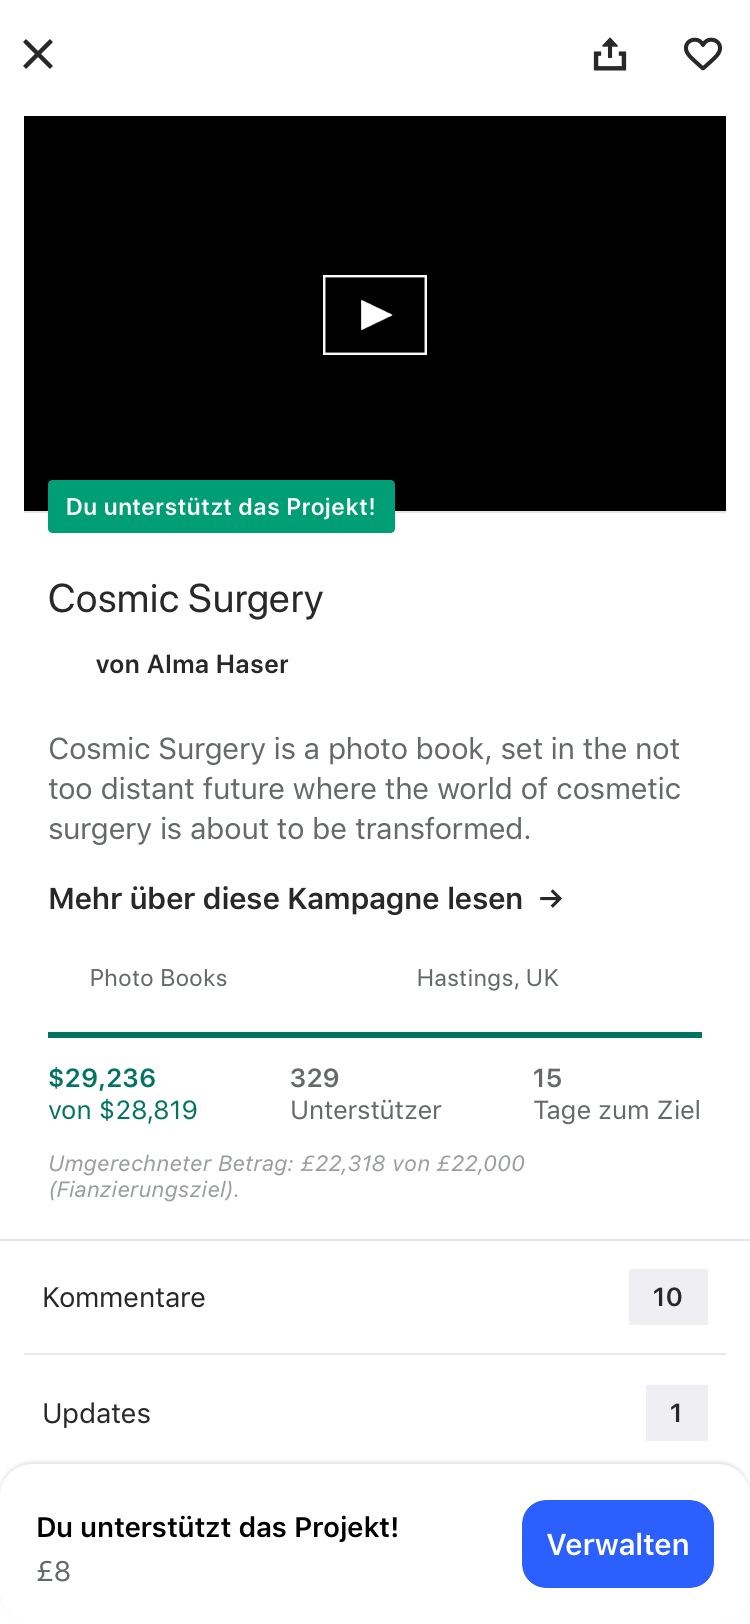 Du unterstützt das Projekt!
Cosmic Surgery
von Alma Haser
Cosmic Surgery is a photo book, set in the not
too distant future where the world of cosmetic
surgery is about to be transformed.
Mehr über diese Kampagne lesen →
Photo Books
Hastings, UK
$29,236
von $28,819
329
Unterstützer
15
Tage zum Ziel
Umgerechneter Betrag: £22,318 von £22,000
(Fianzierungsziel).
Kommentare
10
Updates
1
Du unterstützt das Projekt!
£8
Verwalten